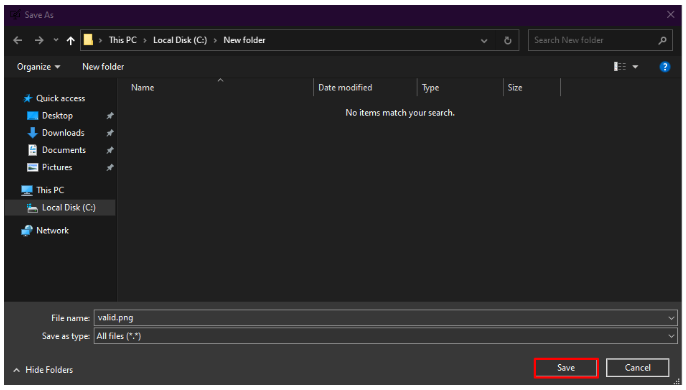 Save As
This PC > Local Disk (C:) > New folder
Search New folder
Organize
New folder
Name
Date modified
Type
Size
No items match your search.
Quick access
Desktop
Downloads
Documents
Pictures
This PC
Local Disk (C:)
Network
File name: valid.png
Save as type: All files (*.*)
Hide Folders
Save
Cancel